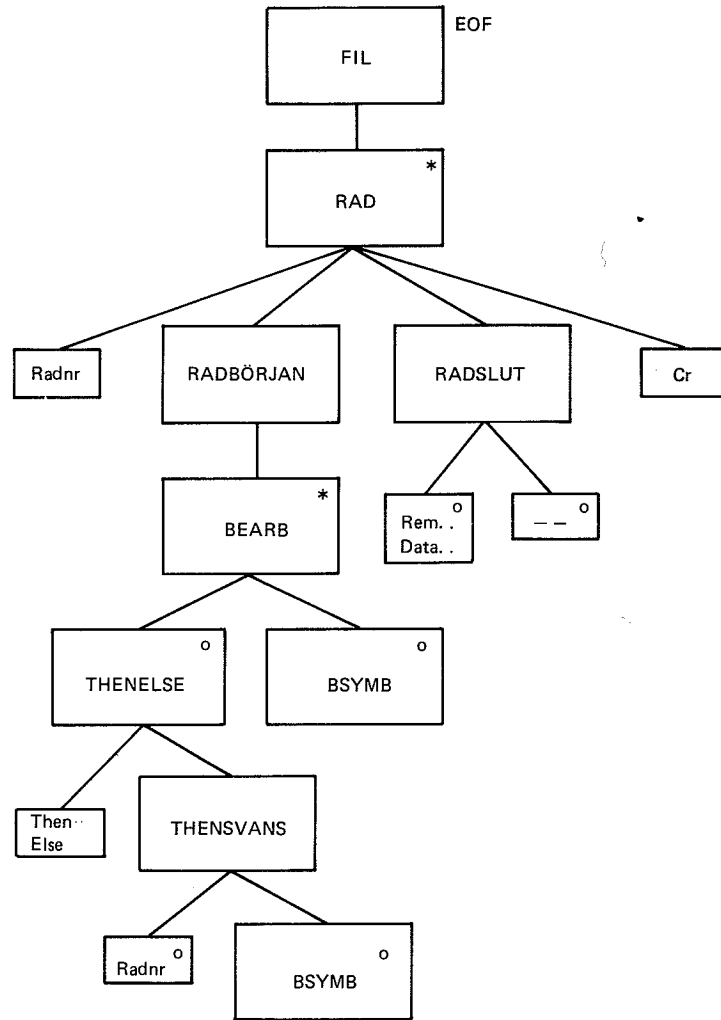 EOF
FIL
*
RAD
Radnr
RADBÖRJAN
RADSLUT
Cr
*
BEARB
o
Rem. .
Data. .
o
— —
o
THENELSE
o
BSYMB
Then··
Else
THENSVANS
o
Radnr
o
BSYMB